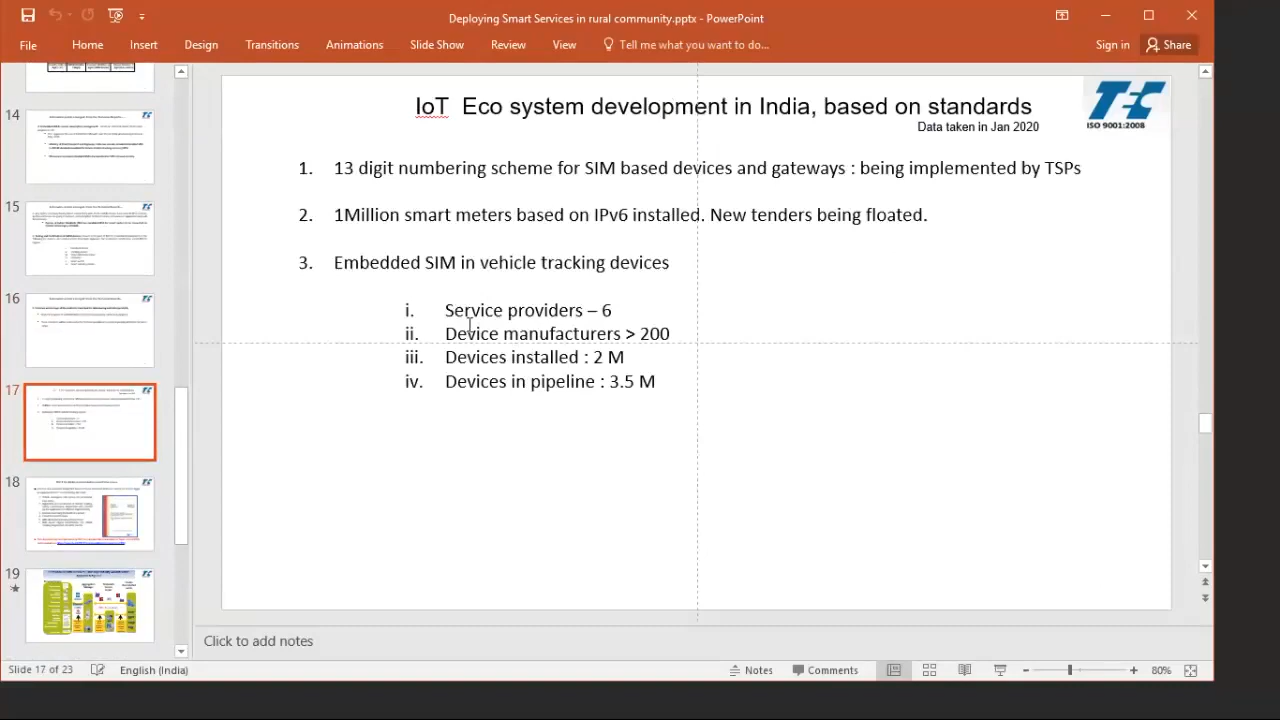 Deploying Smart Services in rural community.pptx - PowerPoint
File Home Insert Design Transitions Animations Slide Show Review View Tell me what you want to do... Sign in Share
14
15
16
17
18
19
IoT Eco system development in India, based on standards
TEC
ISO 9001:2008
Data taken in Jan 2020
1. 13 digit numbering scheme for SIM based devices and gateways : being implemented by TSPs
2. 1Million smart meters based on IPv6 installed. New tenders being floated.
3. Embedded SIM in vehicle tracking devices
i. Service providers – 6
ii. Device manufacturers > 200
iii. Devices installed : 2 M
iv. Devices in pipeline : 3.5 M
Click to add notes
Slide 17 of 23 English (India) Notes Comments 80%